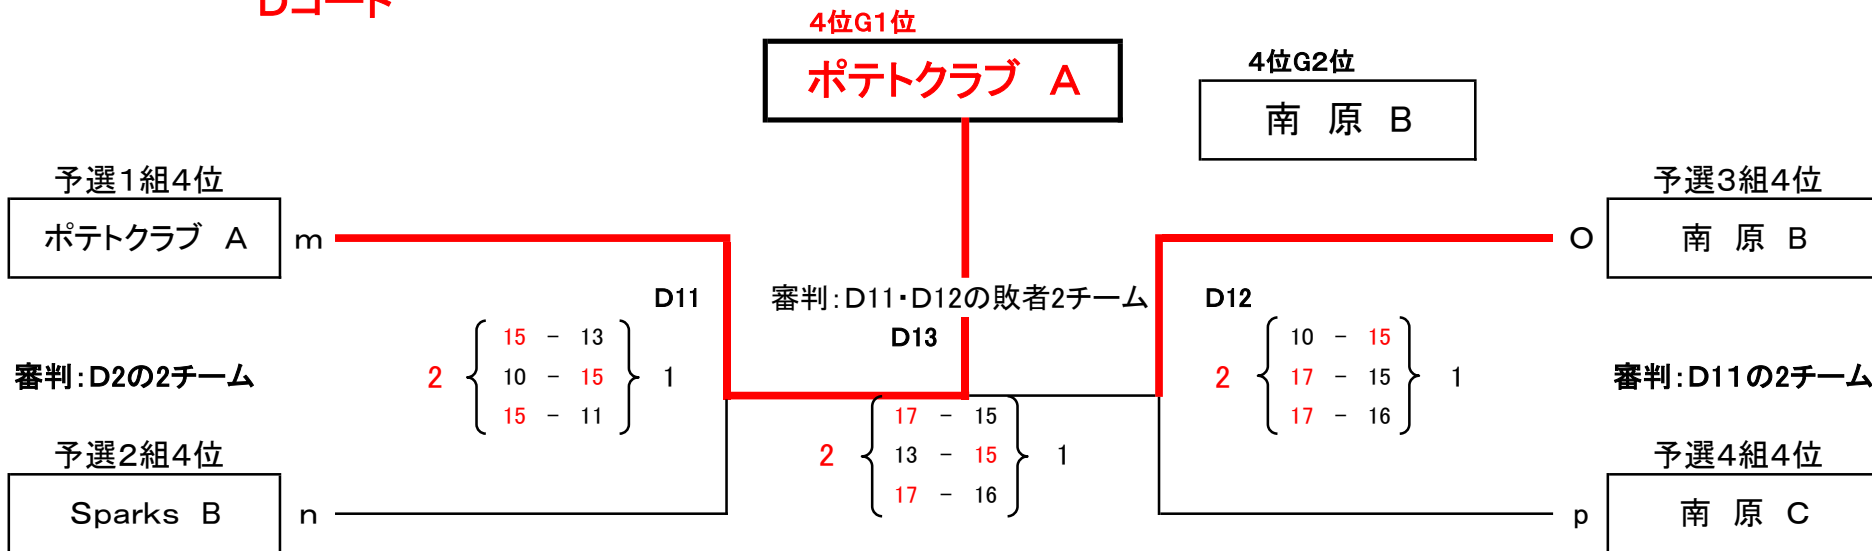 Dコート
4位G1位
ポテトクラブ A
4位G2位
南 原 B
予選1組4位
予選3組4位
ポテトクラブ A m
O 南 原 B
D11
審判:D11・D12の敗者2チーム
D12
D13
審判:D2の2チーム
2 15 - 13 1
10 - 15
15 - 11
2 10 - 15 1
17 - 15
17 - 16
審判:D11の2チーム
2 17 - 15 1
13 - 15
17 - 16
予選2組4位
予選4組4位
Sparks B n
p 南 原 C